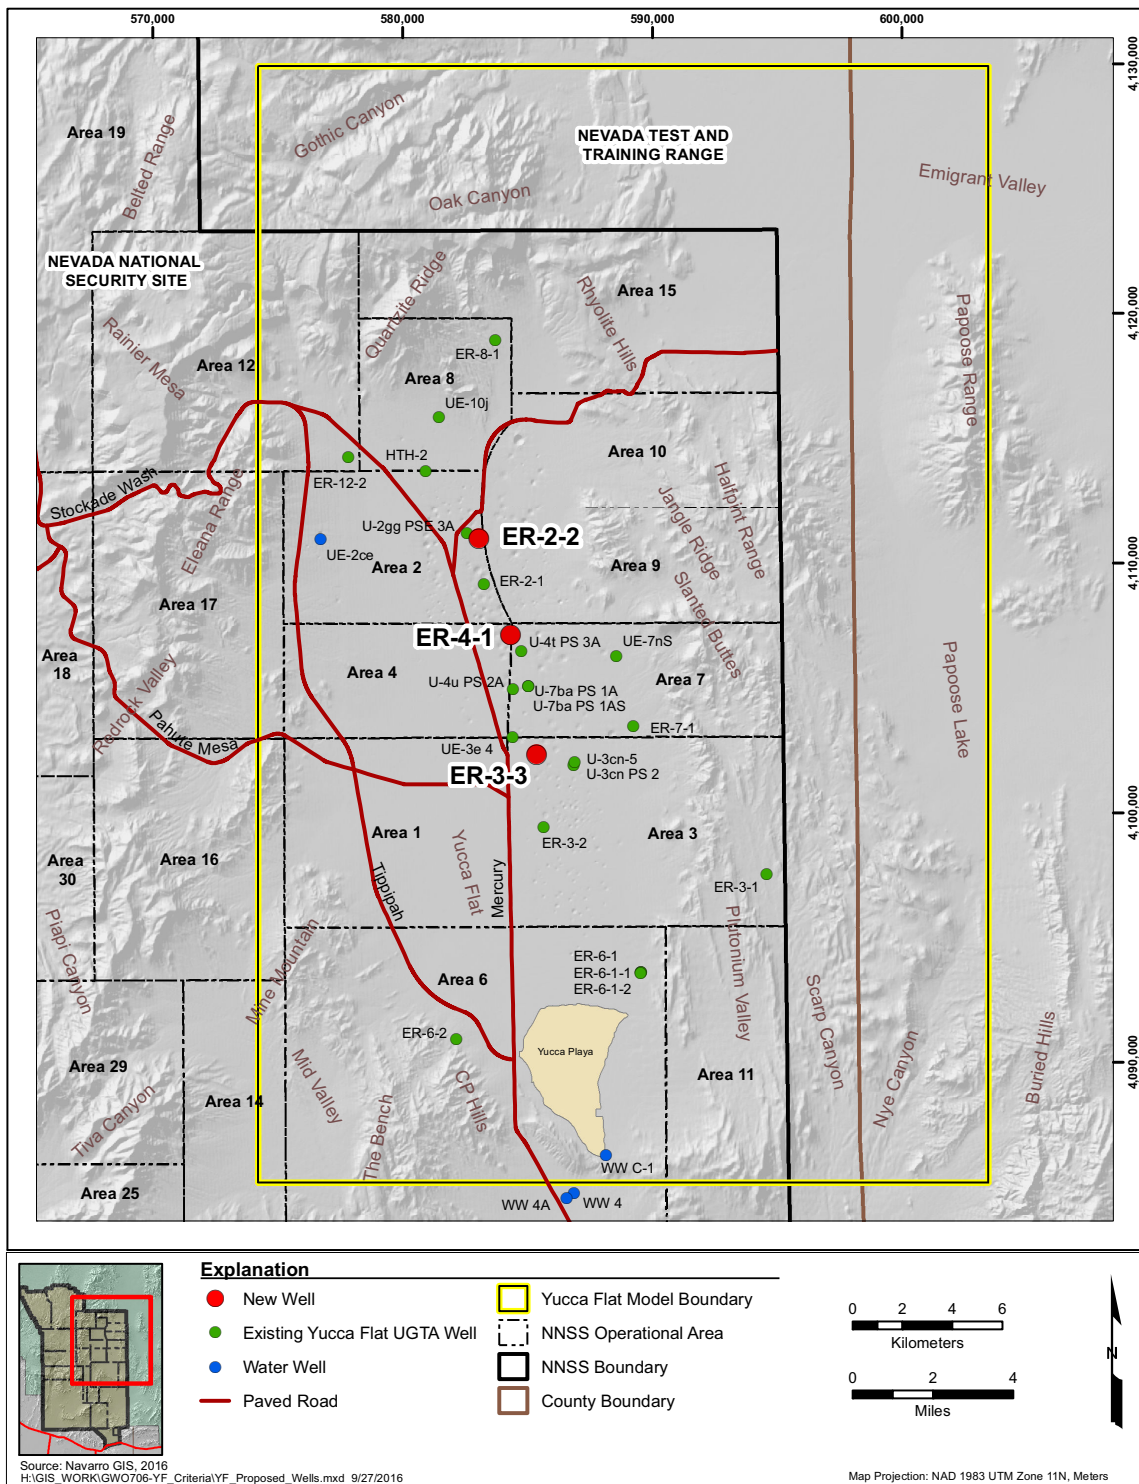 570,000
580,000
590,000
600,000
4,130,000
4,120,000
4,110,000
4,100,000
4,090,000
Area 19
Belted Range
Gothic Canyon
NEVADA TEST AND
TRAINING RANGE
Oak Canyon
Emigrant Valley
NEVADA NATIONAL
SECURITY SITE
Quartzite Ridge
Rhyolite Hills
Area 15
Papoose Range
Rainier Mesa
Area 12
ER-8-1
Area 8
UE-10j
HTH-2
ER-12-2
Area 10
Stockade Wash
Eleana Range
Halfpint Range
Jangle Ridge
U-2gg PSE 3A
ER-2-2
UE-2ce
Area 2
ER-2-1
Area 9
Slanted Buttes
Area 17
ER-4-1
U-4t PS 3A
UE-7nS
Area 18
Redrock Valley
Area 4
U-4u PS 2A
U-7ba PS 1A
U-7ba PS 1AS
Area 7
Papoose Lake
Pahute Mesa
ER-7-1
UE-3e 4
ER-3-3
U-3cn-5
U-3cn PS 2
Area 1
Yucca Flat
Mercury
Tippipah
ER-3-2
Area 3
ER-3-1
Area 30
Area 16
Piapi Canyon
Mine Mountain
Plutonium Valley
Area 6
ER-6-1
ER-6-1-1
ER-6-1-2
Scarp Canyon
ER-6-2
Yucca Playa
Mid Valley
CP Hills
The Bench
Area 11
Nye Canyon
Buried Hills
Area 29
Tiva Canyon
Area 14
Area 25
WW C-1
WW 4A
WW 4
Explanation
New Well
Existing Yucca Flat UGTA Well
Water Well
Paved Road
Yucca Flat Model Boundary
NNSS Operational Area
NNSS Boundary
County Boundary
0 2 4 6
Kilometers
0 2 4
Miles
N
Source: Navarro GIS, 2016
H:\GIS_WORK\GWO706-YF_Criteria\YF_Proposed_Wells.mxd 9/27/2016
Map Projection: NAD 1983 UTM Zone 11N, Meters